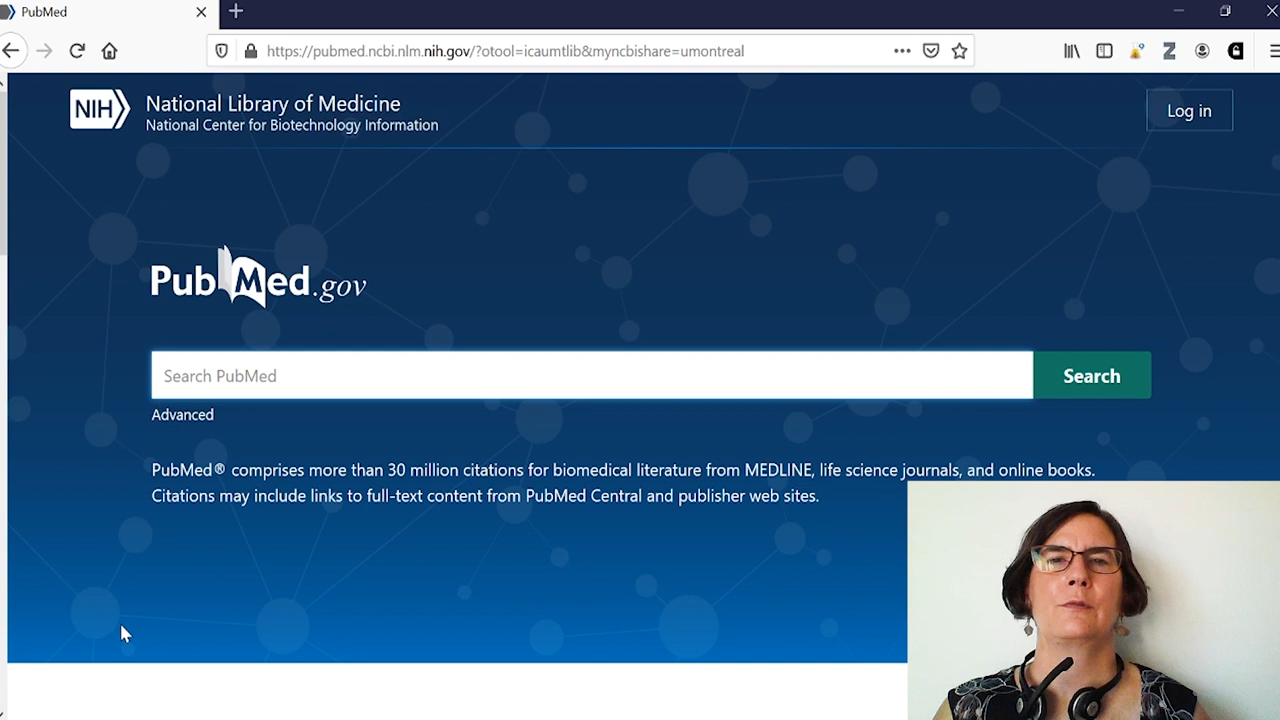 PubMed
https://pubmed.ncbi.nlm.nih.gov/?otool=icaumtlib&myncbishare=umontreal
NIH
National Library of Medicine
National Center for Biotechnology Information
Log in
PubMed.gov
Search PubMed
Search
Advanced
PubMed® comprises more than 30 million citations for biomedical literature from MEDLINE, life science journals, and online books.
Citations may include links to full-text content from PubMed Central and publisher web sites.